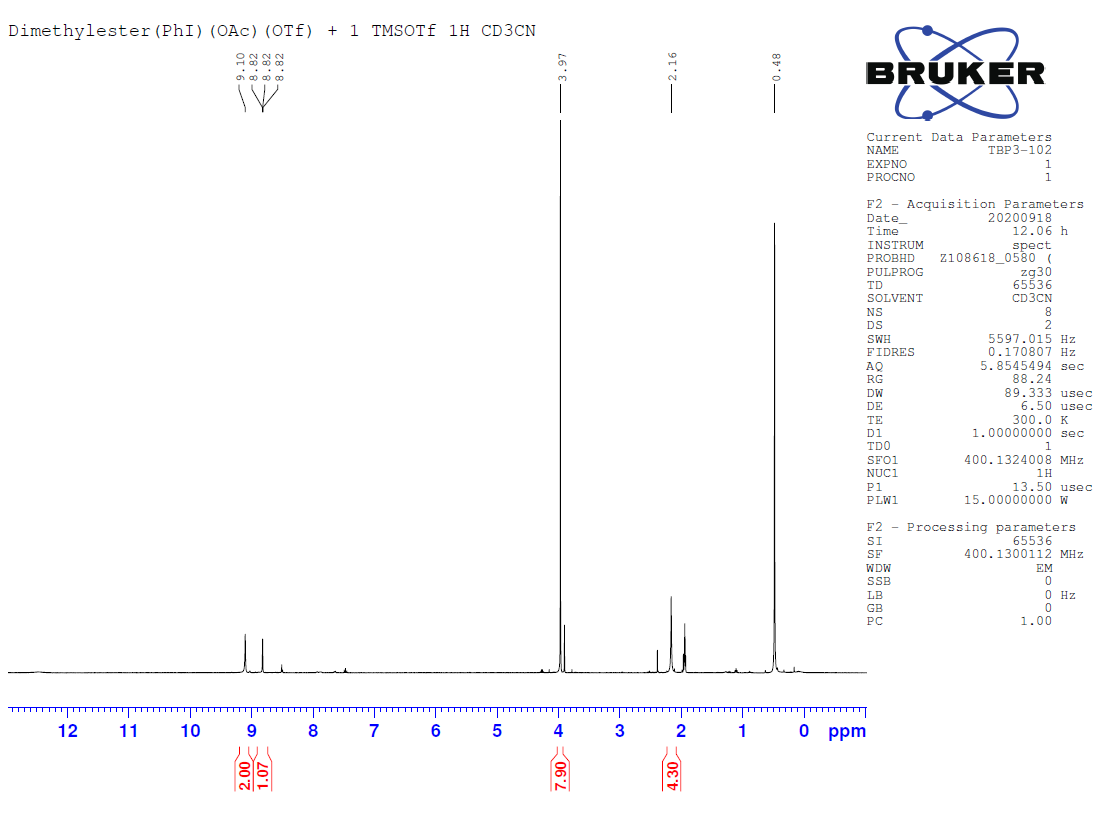 Dimethylester(PhI)(OAc)(OTf) + 1 TMSOTf 1H CD3CN
9.10
8.82
8.82
8.82
3.97
2.16
0.48
BRUKER
Current Data Parameters
NAME TBP3-102
EXPNO 1
PROCNO 1
F2 - Acquisition Parameters
Date_ 20200918
Time 12.06 h
INSTRUM spect
PROBHD Z108618_0580 (
PULPROG zg30
TD 65536
SOLVENT CD3CN
NS 8
DS 2
SWH 5597.015 Hz
FIDRES 0.170807 Hz
AQ 5.8545494 sec
RG 88.24
DW 89.333 usec
DE 6.50 usec
TE 300.0 K
D1 1.00000000 sec
TD0 1
SFO1 400.1324008 MHz
NUC1 1H
P1 13.50 usec
PLW1 15.00000000 W
F2 - Processing parameters
SI 65536
SF 400.1300112 MHz
WDW EM
SSB 0
LB 0 Hz
GB 0
PC 1.00
12 11 10 9 8 7 6 5 4 3 2 1 0 ppm
2.00
1.07
7.90
4.30